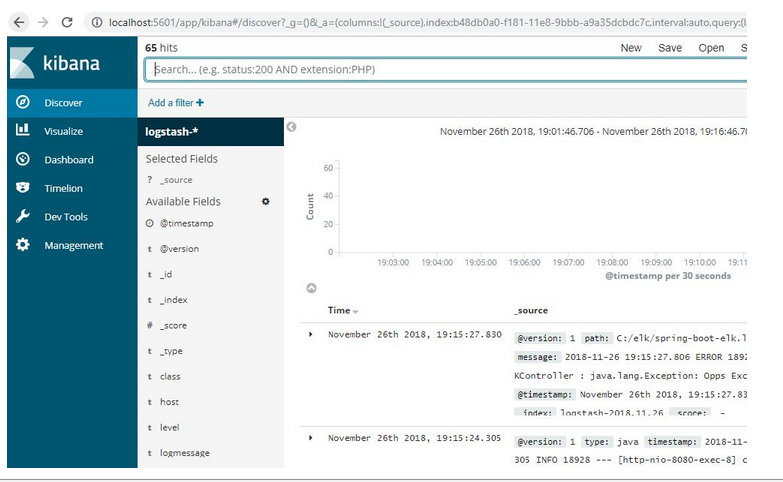 localhost:5601/app/kibana#/discover?_g=()&_a=(columns:!(_source),index:b48db0a0-f181-11e8-9bbb-a9a35dcbdc7c,interval:auto,query:(l
kibana
Discover
Visualize
Dashboard
Timelion
Dev Tools
Management
65 hits
New Save Open S
Search... (e.g. status:200 AND extension:PHP)
Add a filter +
logstash-*
Selected Fields
? _source
Available Fields
@timestamp
t @version
t _id
t _index
# _score
t _type
t class
t host
t level
t logmessage
November 26th 2018, 19:01:46.706 - November 26th 2018, 19:16:46.70
Count
60
40
20
0
19:03:00 19:04:00 19:05:00 19:06:00 19:07:00 19:08:00 19:09:00 19:10:00 19:11
@timestamp per 30 seconds
Time _source
November 26th 2018, 19:15:27.830
@version: 1 path: C:/elk/spring-boot-elk.l
message: 2018-11-26 19:15:27.806 ERROR 1892
KController : java.lang.Exception: Opps Exc
@timestamp: November 26th 2018, 19:15:27.83
_index: logstash-2018.11.26 _score: -
November 26th 2018, 19:15:24.305
@version: 1 type: java timestamp: 2018-11-
305 INFO 18928 --- [http-nio-8080-exec-8] c